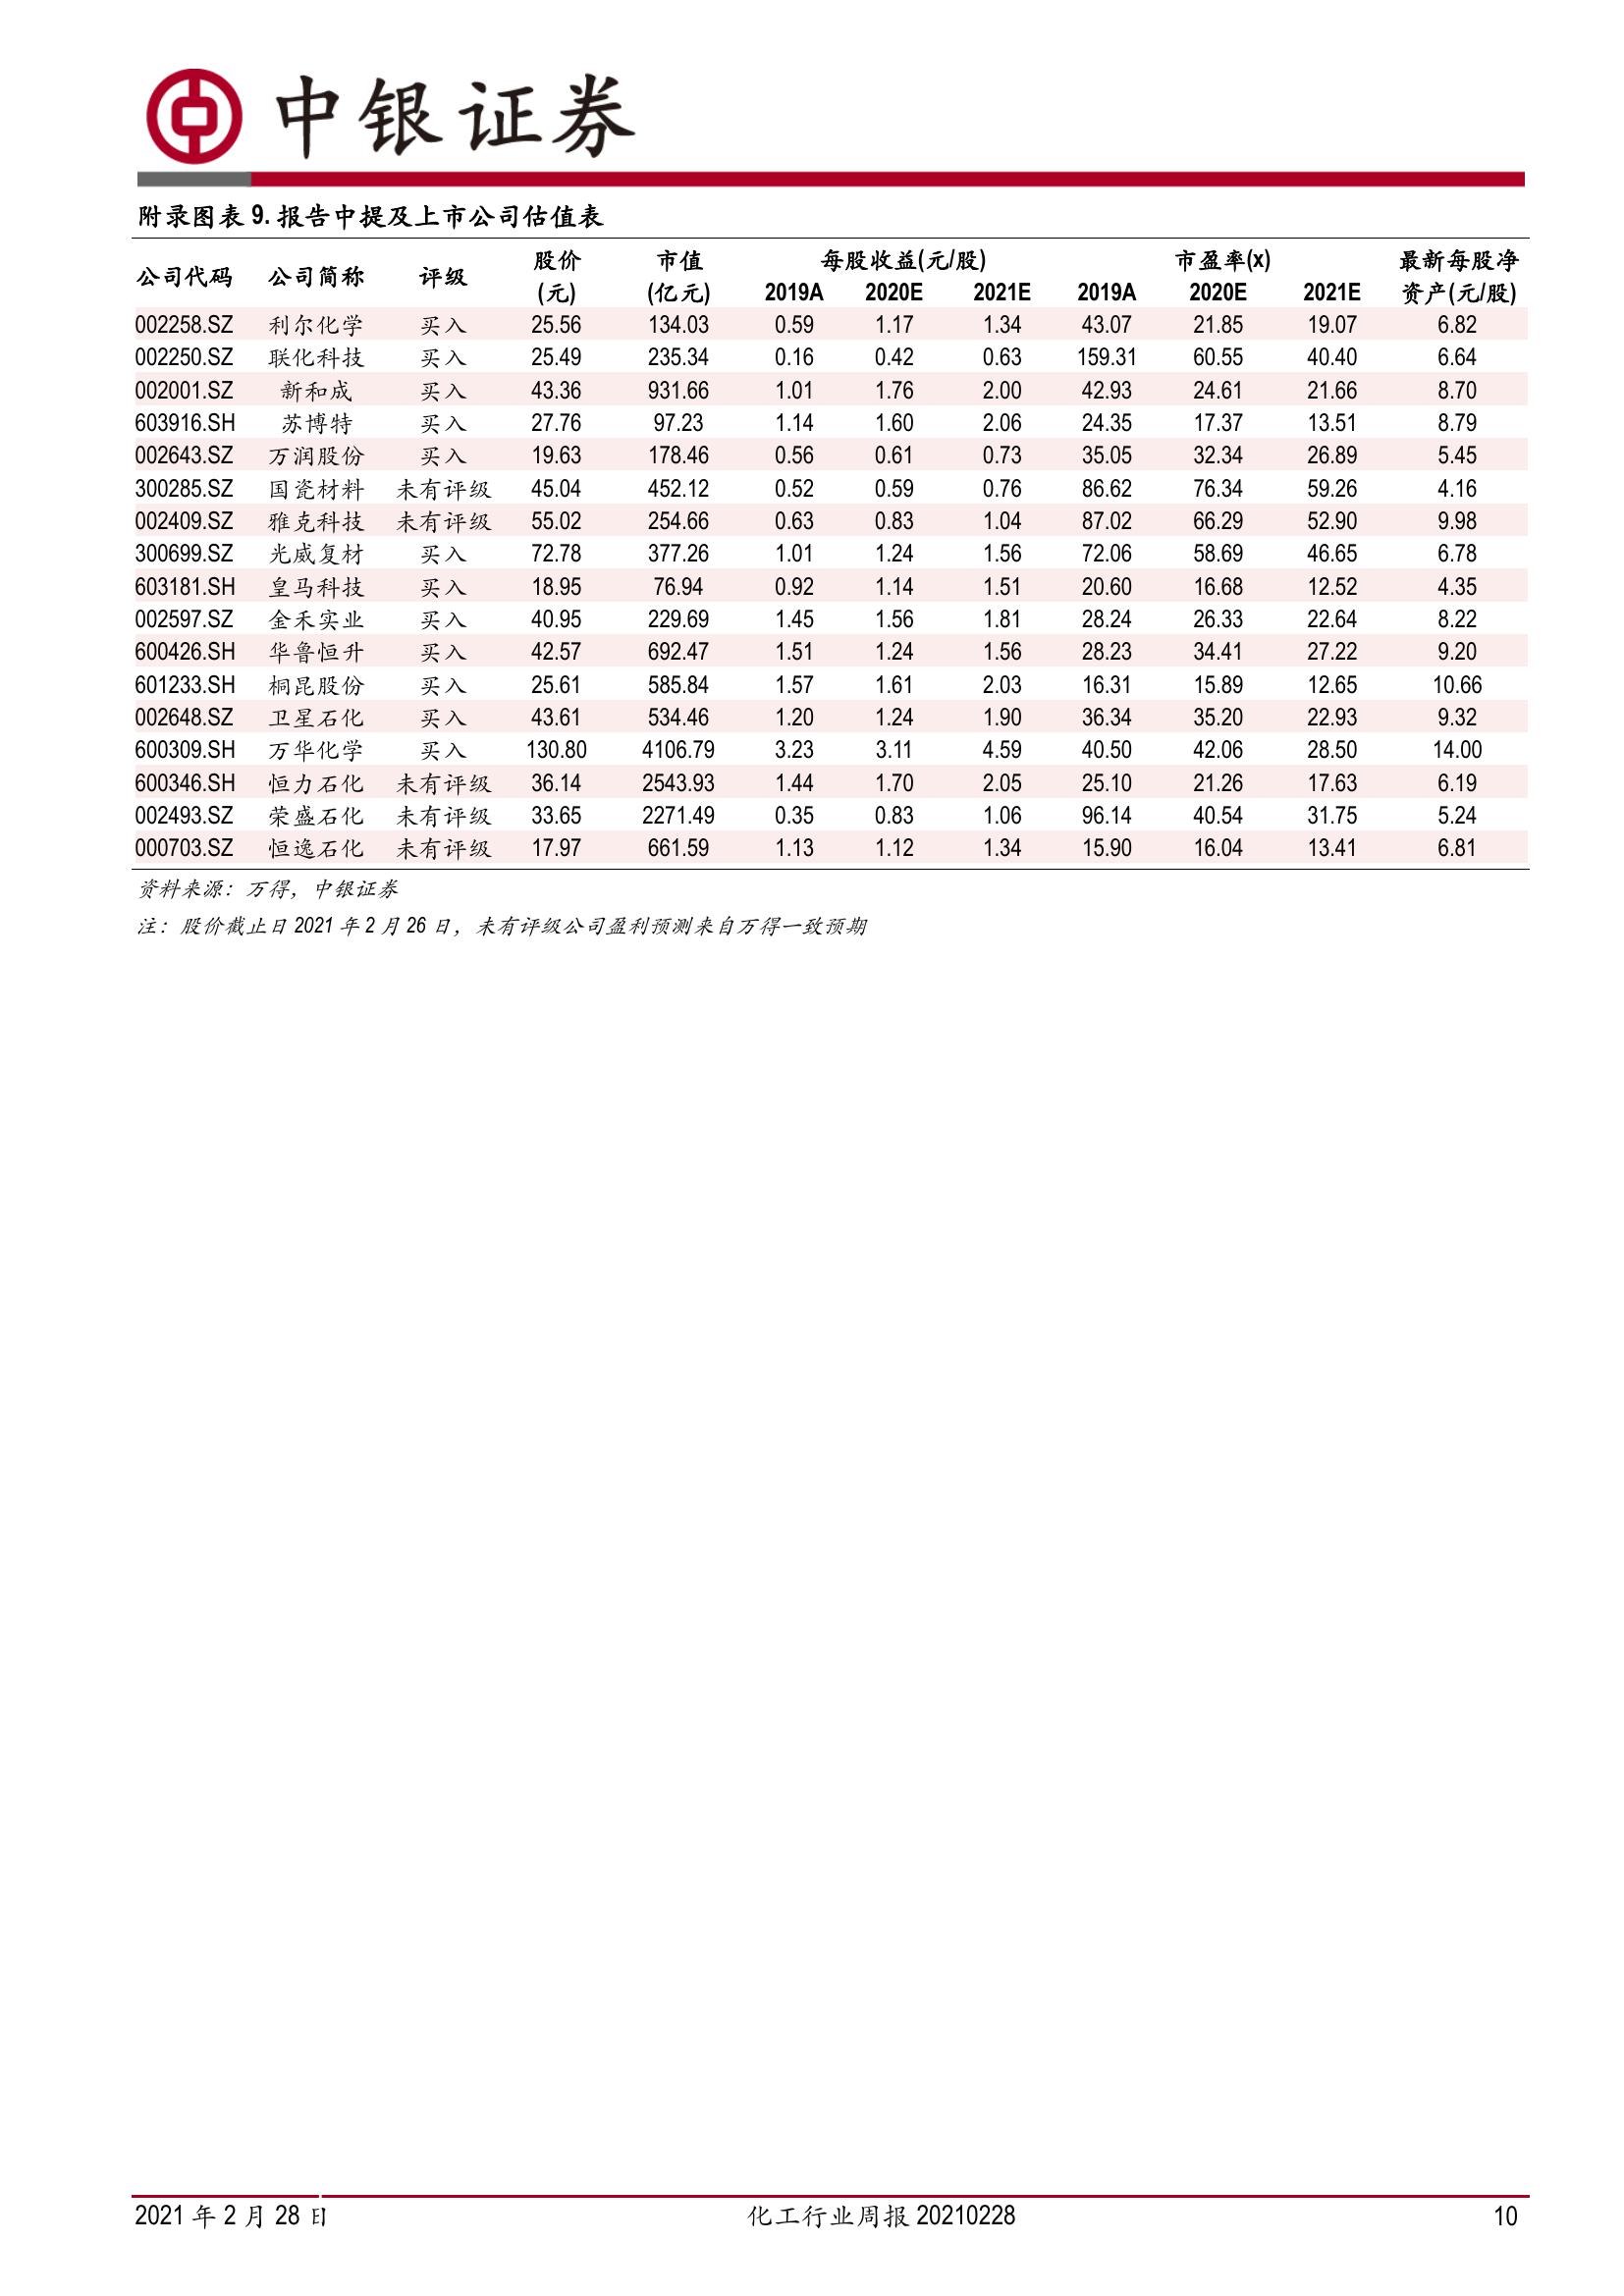 中银证券
附录图表 9. 报告中提及上市公司估值表
公司代码 公司简称 评级 股价 市值 每股收益(元/股) 市盈率(x) 最新每股净
(元) (亿元) 2019A 2020E 2021E 2019A 2020E 2021E 资产(元/股)
002258.SZ 利尔化学 买入 25.56 134.03 0.59 1.17 1.34 43.07 21.85 19.07 6.82
002250.SZ 联化科技 买入 25.49 235.34 0.16 0.42 0.63 159.31 60.55 40.40 6.64
002001.SZ 新和成 买入 43.36 931.66 1.01 1.76 2.00 42.93 24.61 21.66 8.70
603916.SH 苏博特 买入 27.76 97.23 1.14 1.60 2.06 24.35 17.37 13.51 8.79
002643.SZ 万润股份 买入 19.63 178.46 0.56 0.61 0.73 35.05 32.34 26.89 5.45
300285.SZ 国瓷材料 未有评级 45.04 452.12 0.52 0.59 0.76 86.62 76.34 59.26 4.16
002409.SZ 雅克科技 未有评级 55.02 254.66 0.63 0.83 1.04 87.02 66.29 52.90 9.98
300699.SZ 光威复材 买入 72.78 377.26 1.01 1.24 1.56 72.06 58.69 46.65 6.78
603181.SH 皇马科技 买入 18.95 76.94 0.92 1.14 1.51 20.60 16.68 12.52 4.35
002597.SZ 金禾实业 买入 40.95 229.69 1.45 1.56 1.81 28.24 26.33 22.64 8.22
600426.SH 华鲁恒升 买入 42.57 692.47 1.51 1.24 1.56 28.23 34.41 27.22 9.20
601233.SH 桐昆股份 买入 25.61 585.84 1.57 1.61 2.03 16.31 15.89 12.65 10.66
002648.SZ 卫星石化 买入 43.61 534.46 1.20 1.24 1.90 36.34 35.20 22.93 9.32
600309.SH 万华化学 买入 130.80 4106.79 3.23 3.11 4.59 40.50 42.06 28.50 14.00
600346.SH 恒力石化 未有评级 36.14 2543.93 1.44 1.70 2.05 25.10 21.26 17.63 6.19
002493.SZ 荣盛石化 未有评级 33.65 2271.49 0.35 0.83 1.06 96.14 40.54 31.75 5.24
000703.SZ 恒逸石化 未有评级 17.97 661.59 1.13 1.12 1.34 15.90 16.04 13.41 6.81
资料来源：万得，中银证券
注：股价截止日 2021 年 2 月 26 日，未有评级公司盈利预测来自万得一致预期
2021 年 2 月 28 日 化工行业周报 20210228 10